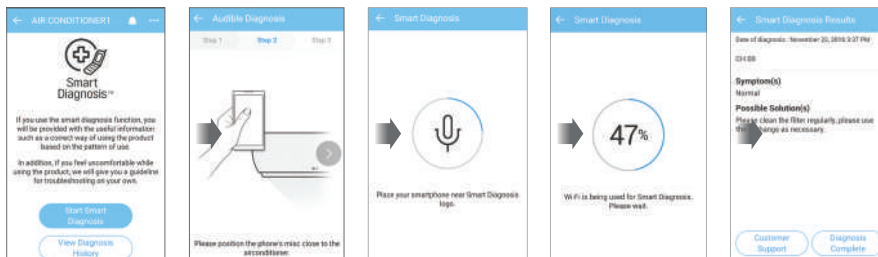 AIR CONDITIONER1
Smart
Diagnosis™
If you use the smart diagnosis function, you
will be provided with the useful information
such as a correct way of using the product
based on the pattern of use.
In addition, if you feel uncomfortable while
using the product, we will give you a guideline
for troubleshooting on your own.
Start Smart
Diagnosis
View Diagnosis
History
Audible Diagnosis
Step 1 Step 2 Step 3
Please position the phone's misc close to the
airconditioner.
Smart Diagnosis
Place your smartphone near Smart Diagnosis
logo.
Smart Diagnosis
47%
Wi-Fi is being used for Smart Diagnosis.
Please wait.
Smart Diagnosis Results
Date of diagnosis : November 3:37 PM
Symptom(s)
Normal
Possible Solution(s)
Please clean the filter regularly, please use
change as necessary.
Customer
Support
Diagnosis
Complete